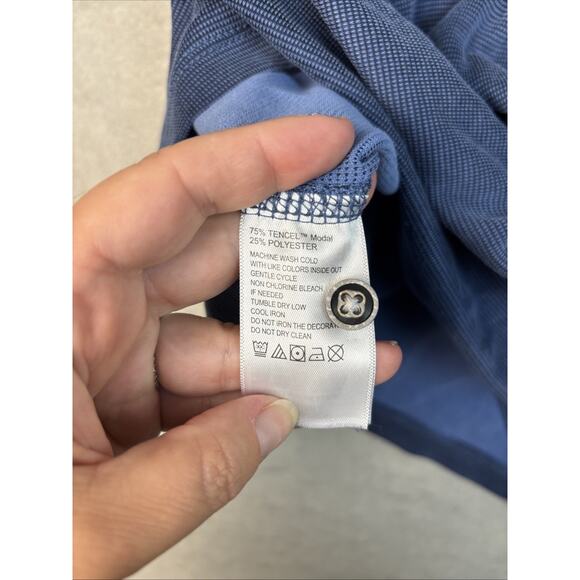 75% TENCEL™ Modal
25% POLYESTER
MACHINE WASH COLD
WITH LIKE COLORS INSIDE OUT
GENTLE CYCLE
NON CHLORINE BLEACH
IF NEEDED
TUMBLE DRY LOW
COOL IRON
DO NOT IRON THE DECORAT
DO NOT DRY CLEAN